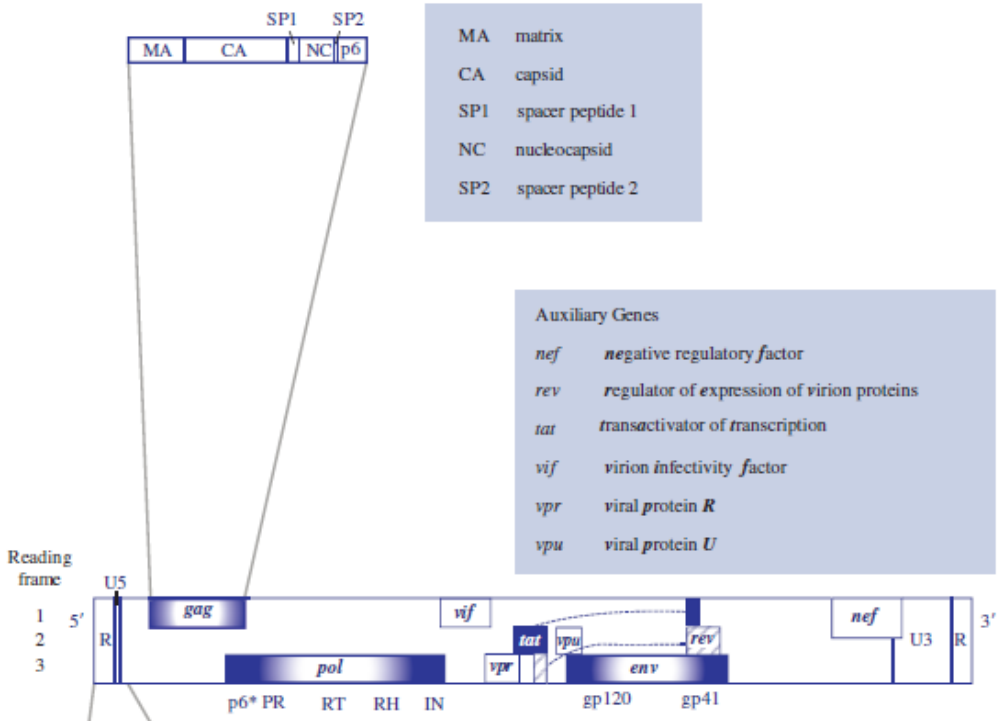 SP1 SP2
MA CA NC p6
MA matrix
CA capsid
SP1 spacer peptide 1
NC nucleocapsid
SP2 spacer peptide 2
Auxiliary Genes
nef negative regulatory factor
rev regulator of expression of virion proteins
tat transactivator of transcription
vif virion infectivity factor
vpr viral protein R
vpu viral protein U
Reading
frame
U5
1 5′ gag vif nef 3′
2 R tat vpu rev U3 R
3 pol vpr env
p6* PR RT RH IN gp120 gp41